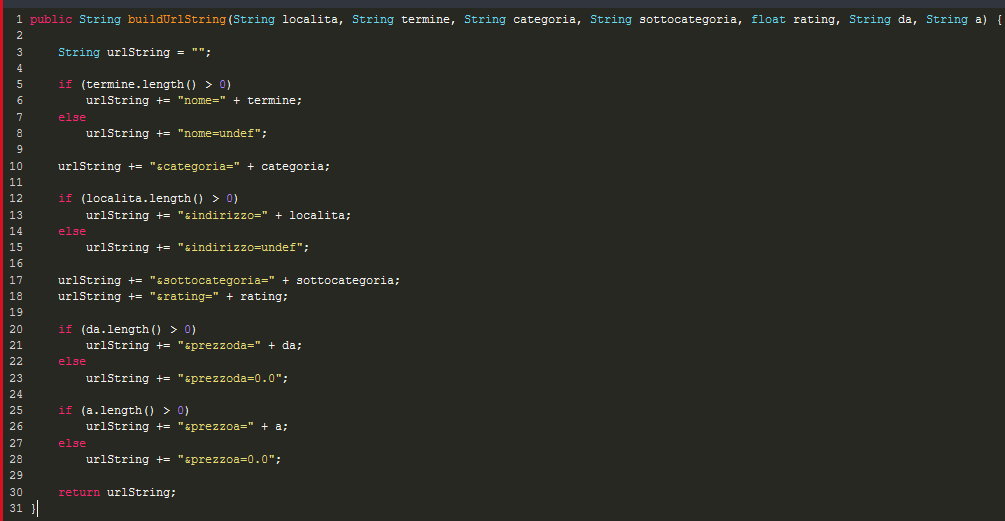 1 public String buildUrlString(String localita, String termine, String categoria, String sottocategoria, float rating, String da, String a) {
2
3 String urlString = "";
4
5 if (termine.length() > 0)
6 urlString += "nome=" + termine;
7 else
8 urlString += "nome=undef";
9
10 urlString += "&categoria=" + categoria;
11
12 if (localita.length() > 0)
13 urlString += "&indirizzo=" + localita;
14 else
15 urlString += "&indirizzo=undef";
16
17 urlString += "&sottocategoria=" + sottocategoria;
18 urlString += "&rating=" + rating;
19
20 if (da.length() > 0)
21 urlString += "&prezzoda=" + da;
22 else
23 urlString += "&prezzoda=0.0";
24
25 if (a.length() > 0)
26 urlString += "&prezzoa=" + a;
27 else
28 urlString += "&prezzoa=0.0";
29
30 return urlString;
31 }